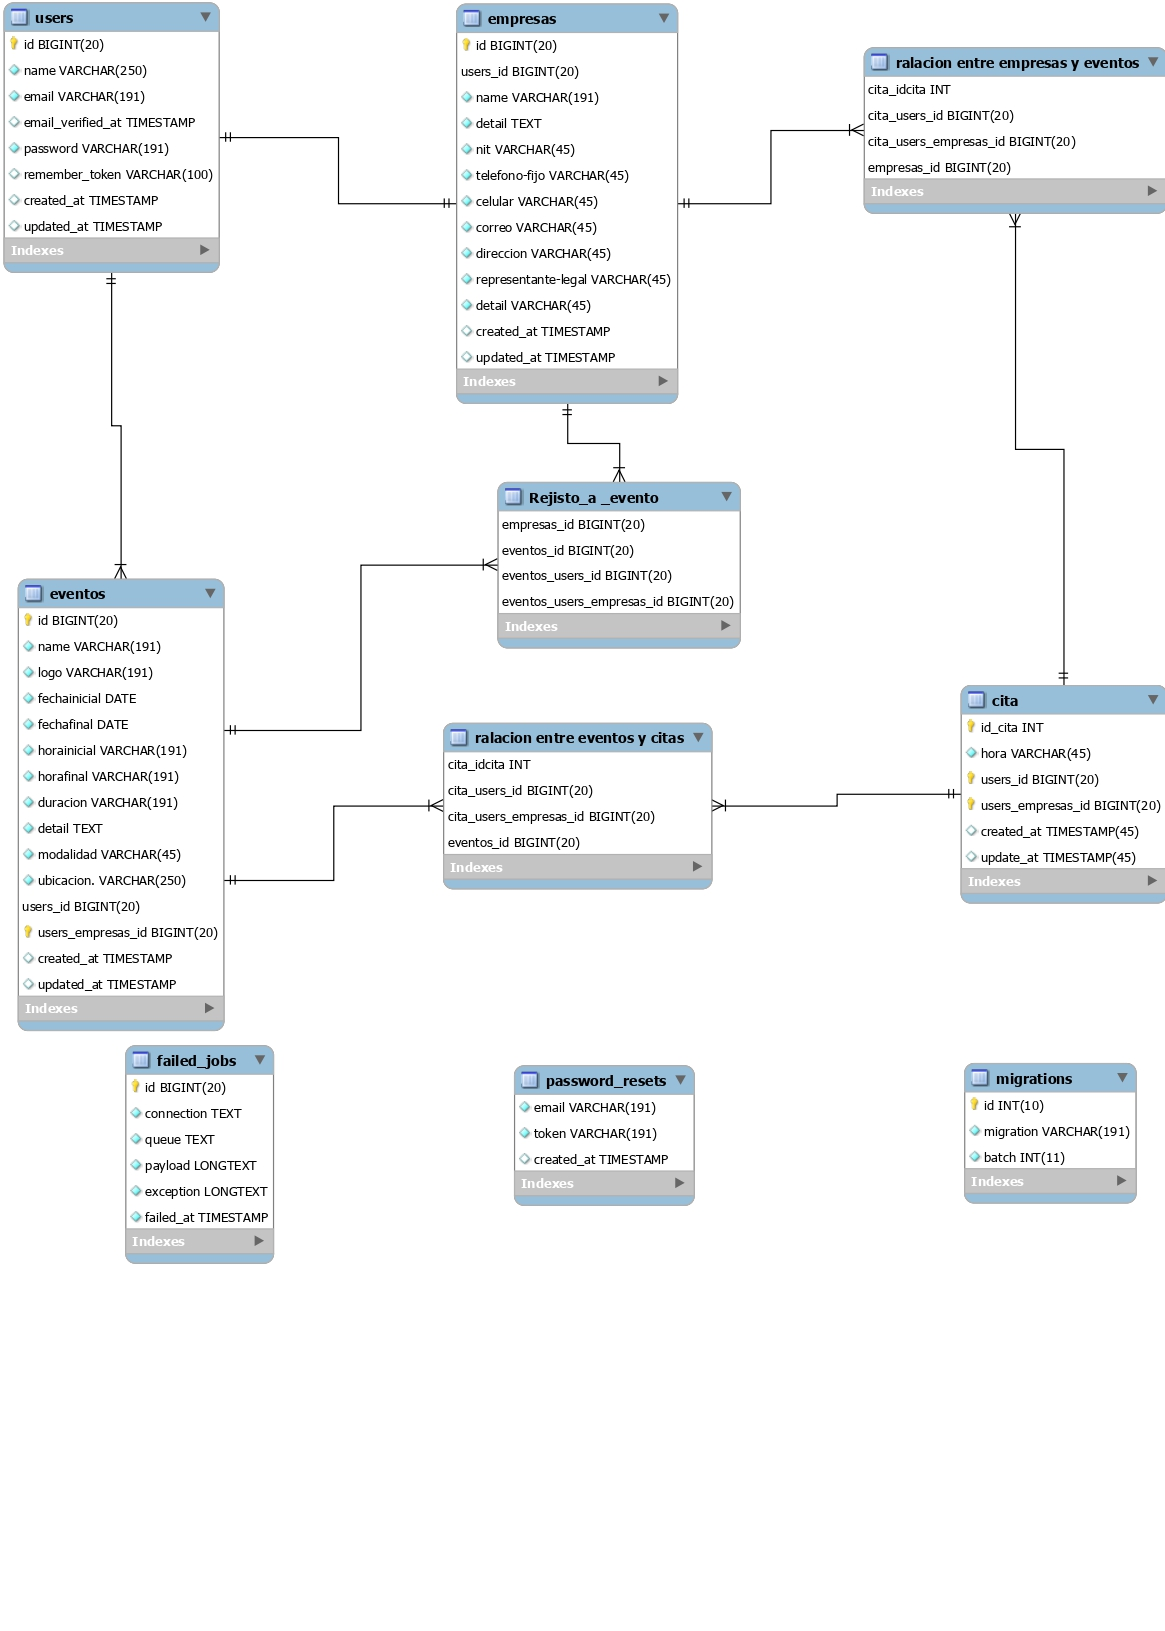 users
id BIGINT(20)
name VARCHAR(250)
email VARCHAR(191)
email_verified_at TIMESTAMP
password VARCHAR(191)
remember_token VARCHAR(100)
created_at TIMESTAMP
updated_at TIMESTAMP
Indexes
empresas
id BIGINT(20)
users_id BIGINT(20)
name VARCHAR(191)
detail TEXT
nit VARCHAR(45)
telefono-fijo VARCHAR(45)
celular VARCHAR(45)
correo VARCHAR(45)
direccion VARCHAR(45)
representante-legal VARCHAR(45)
detail VARCHAR(45)
created_at TIMESTAMP
updated_at TIMESTAMP
Indexes
ralacion entre empresas y eventos
cita_idcita INT
cita_users_id BIGINT(20)
cita_users_empresas_id BIGINT(20)
empresas_id BIGINT(20)
Indexes
Rejisto_a _evento
empresas_id BIGINT(20)
eventos_id BIGINT(20)
eventos_users_id BIGINT(20)
eventos_users_empresas_id BIGINT(20)
Indexes
eventos
id BIGINT(20)
name VARCHAR(191)
logo VARCHAR(191)
fechainicial DATE
fechafinal DATE
horainicial VARCHAR(191)
horafinal VARCHAR(191)
duracion VARCHAR(191)
detail TEXT
modalidad VARCHAR(45)
ubicacion. VARCHAR(250)
users_id BIGINT(20)
users_empresas_id BIGINT(20)
created_at TIMESTAMP
updated_at TIMESTAMP
Indexes
ralacion entre eventos y citas
cita_idcita INT
cita_users_id BIGINT(20)
cita_users_empresas_id BIGINT(20)
eventos_id BIGINT(20)
Indexes
cita
id_cita INT
hora VARCHAR(45)
users_id BIGINT(20)
users_empresas_id BIGINT(20)
created_at TIMESTAMP(45)
update_at TIMESTAMP(45)
Indexes
failed_jobs
id BIGINT(20)
connection TEXT
queue TEXT
payload LONGTEXT
exception LONGTEXT
failed_at TIMESTAMP
Indexes
password_resets
email VARCHAR(191)
token VARCHAR(191)
created_at TIMESTAMP
Indexes
migrations
id INT(10)
migration VARCHAR(191)
batch INT(11)
Indexes